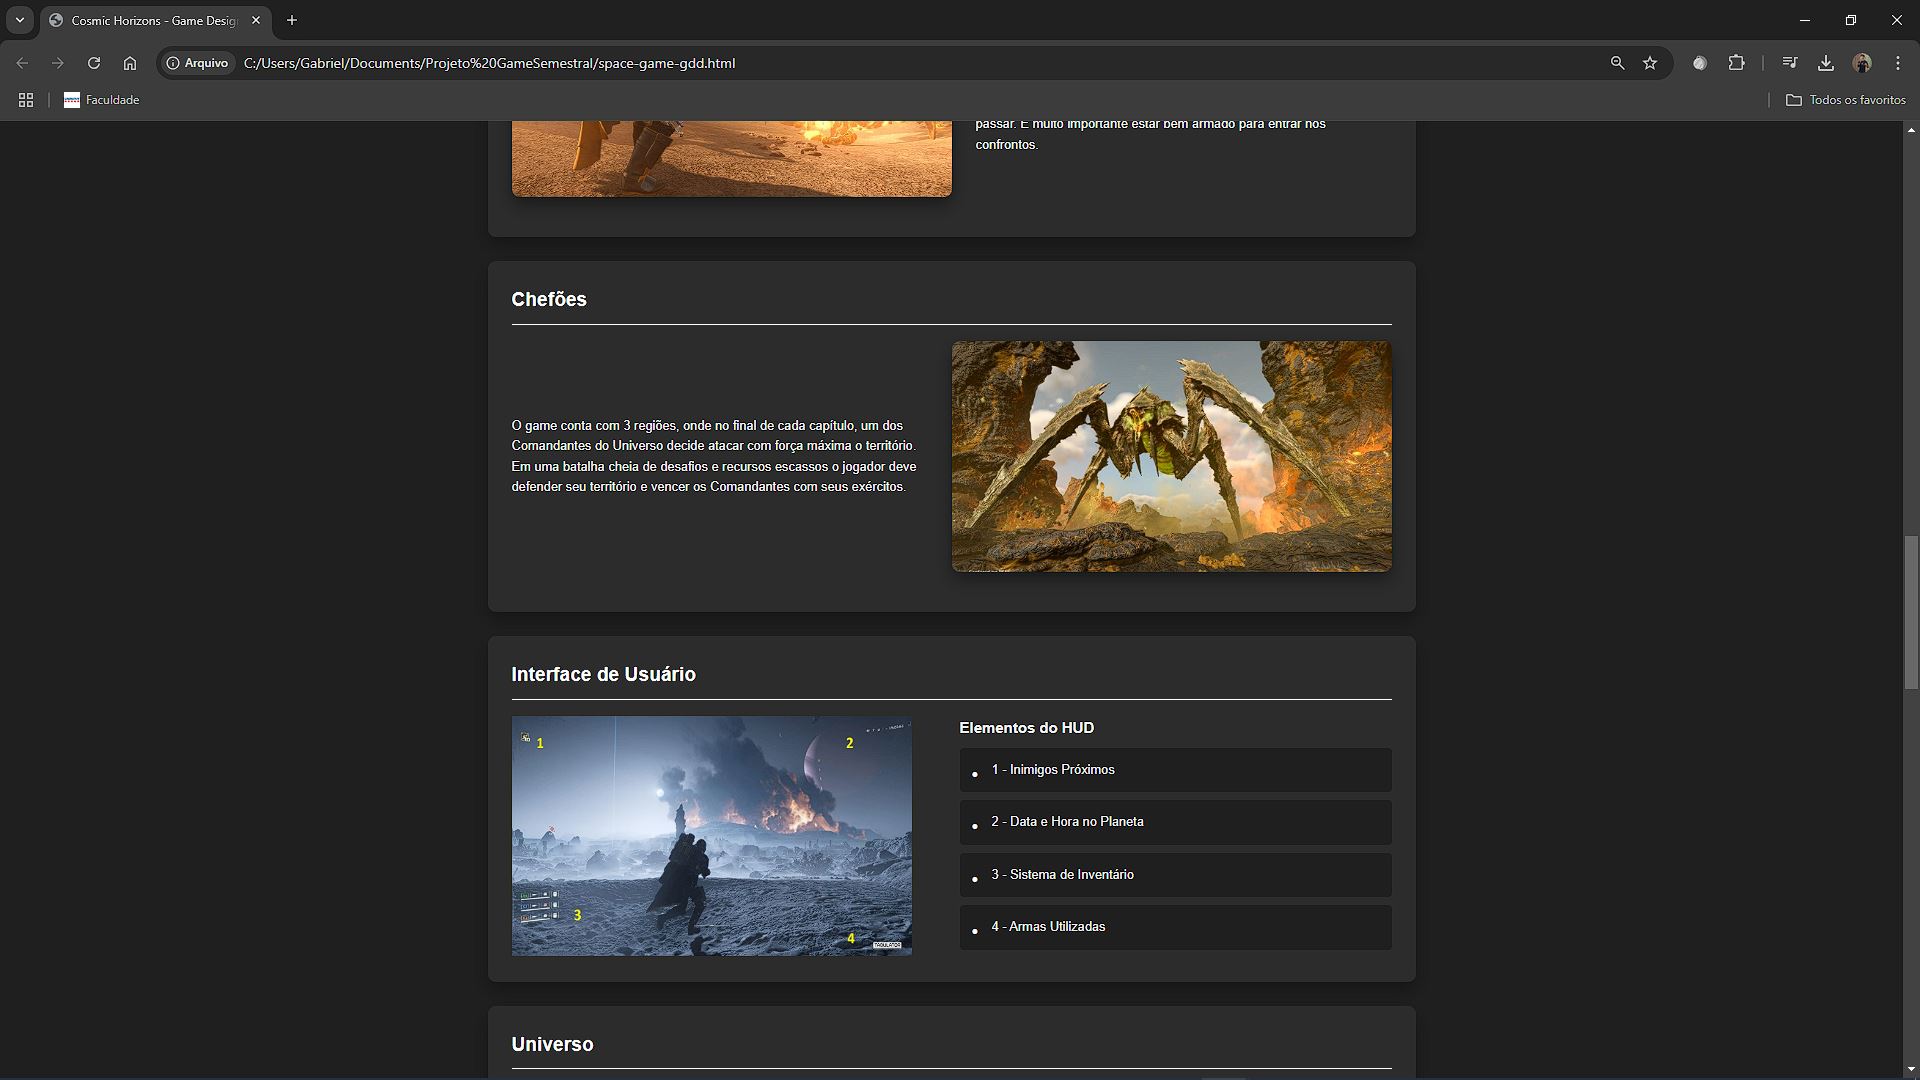 Cosmic Horizons - Game Desig
Arquivo
C:/Users/Gabriel/Documents/Projeto%20GameSemestral/space-game-gdd.html
Faculdade
Todos os favoritos
passar. É muito importante estar bem armado para entrar nos
confrontos.
Chefões
O game conta com 3 regiões, onde no final de cada capítulo, um dos
Comandantes do Universo decide atacar com força máxima o território.
Em uma batalha cheia de desafios e recursos escassos o jogador deve
defender seu território e vencer os Comandantes com seus exércitos.
Interface de Usuário
1
2
3
4
TABULATOR
Elementos do HUD
1 - Inimigos Próximos
2 - Data e Hora no Planeta
3 - Sistema de Inventário
4 - Armas Utilizadas
Universo